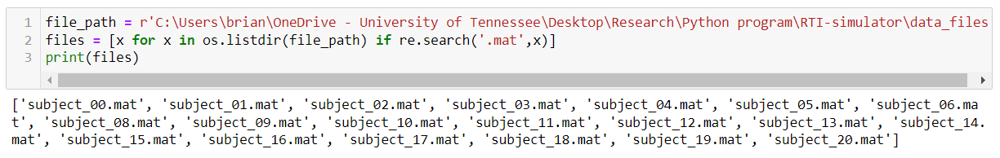 1 file_path = r'C:\Users\brian\OneDrive - University of Tennessee\Desktop\Research\Python program\RTI-simulator\data_files
2 files = [x for x in os.listdir(file_path) if re.search('.mat',x)]
3 print(files)
['subject_00.mat', 'subject_01.mat', 'subject_02.mat', 'subject_03.mat', 'subject_04.mat', 'subject_05.mat', 'subject_06.ma
t', 'subject_08.mat', 'subject_09.mat', 'subject_10.mat', 'subject_11.mat', 'subject_12.mat', 'subject_13.mat', 'subject_14.
mat', 'subject_15.mat', 'subject_16.mat', 'subject_17.mat', 'subject_18.mat', 'subject_19.mat', 'subject_20.mat']